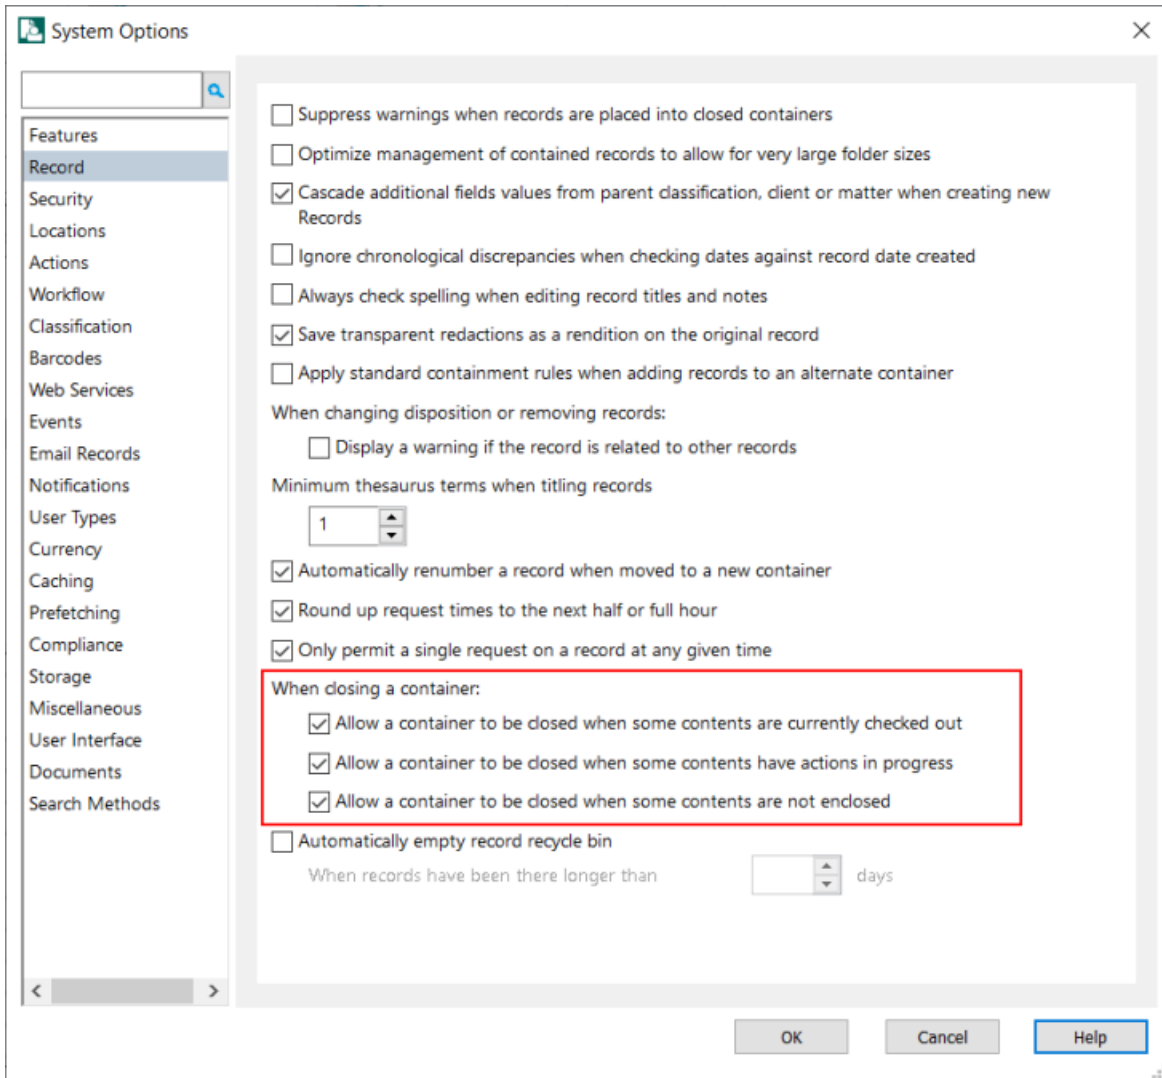 System Options
Features
Record
Security
Locations
Actions
Workflow
Classification
Barcodes
Web Services
Events
Email Records
Notifications
User Types
Currency
Caching
Prefetching
Compliance
Storage
Miscellaneous
User Interface
Documents
Search Methods
Suppress warnings when records are placed into closed containers
Optimize management of contained records to allow for very large folder sizes
Cascade additional fields values from parent classification, client or matter when creating new
Records
Ignore chronological discrepancies when checking dates against record date created
Always check spelling when editing record titles and notes
Save transparent redactions as a rendition on the original record
Apply standard containment rules when adding records to an alternate container
When changing disposition or removing records:
Display a warning if the record is related to other records
Minimum thesaurus terms when titling records
1
Automatically renumber a record when moved to a new container
Round up request times to the next half or full hour
Only permit a single request on a record at any given time
When closing a container:
Allow a container to be closed when some contents are currently checked out
Allow a container to be closed when some contents have actions in progress
Allow a container to be closed when some contents are not enclosed
Automatically empty record recycle bin
When records have been there longer than days
OK Cancel Help